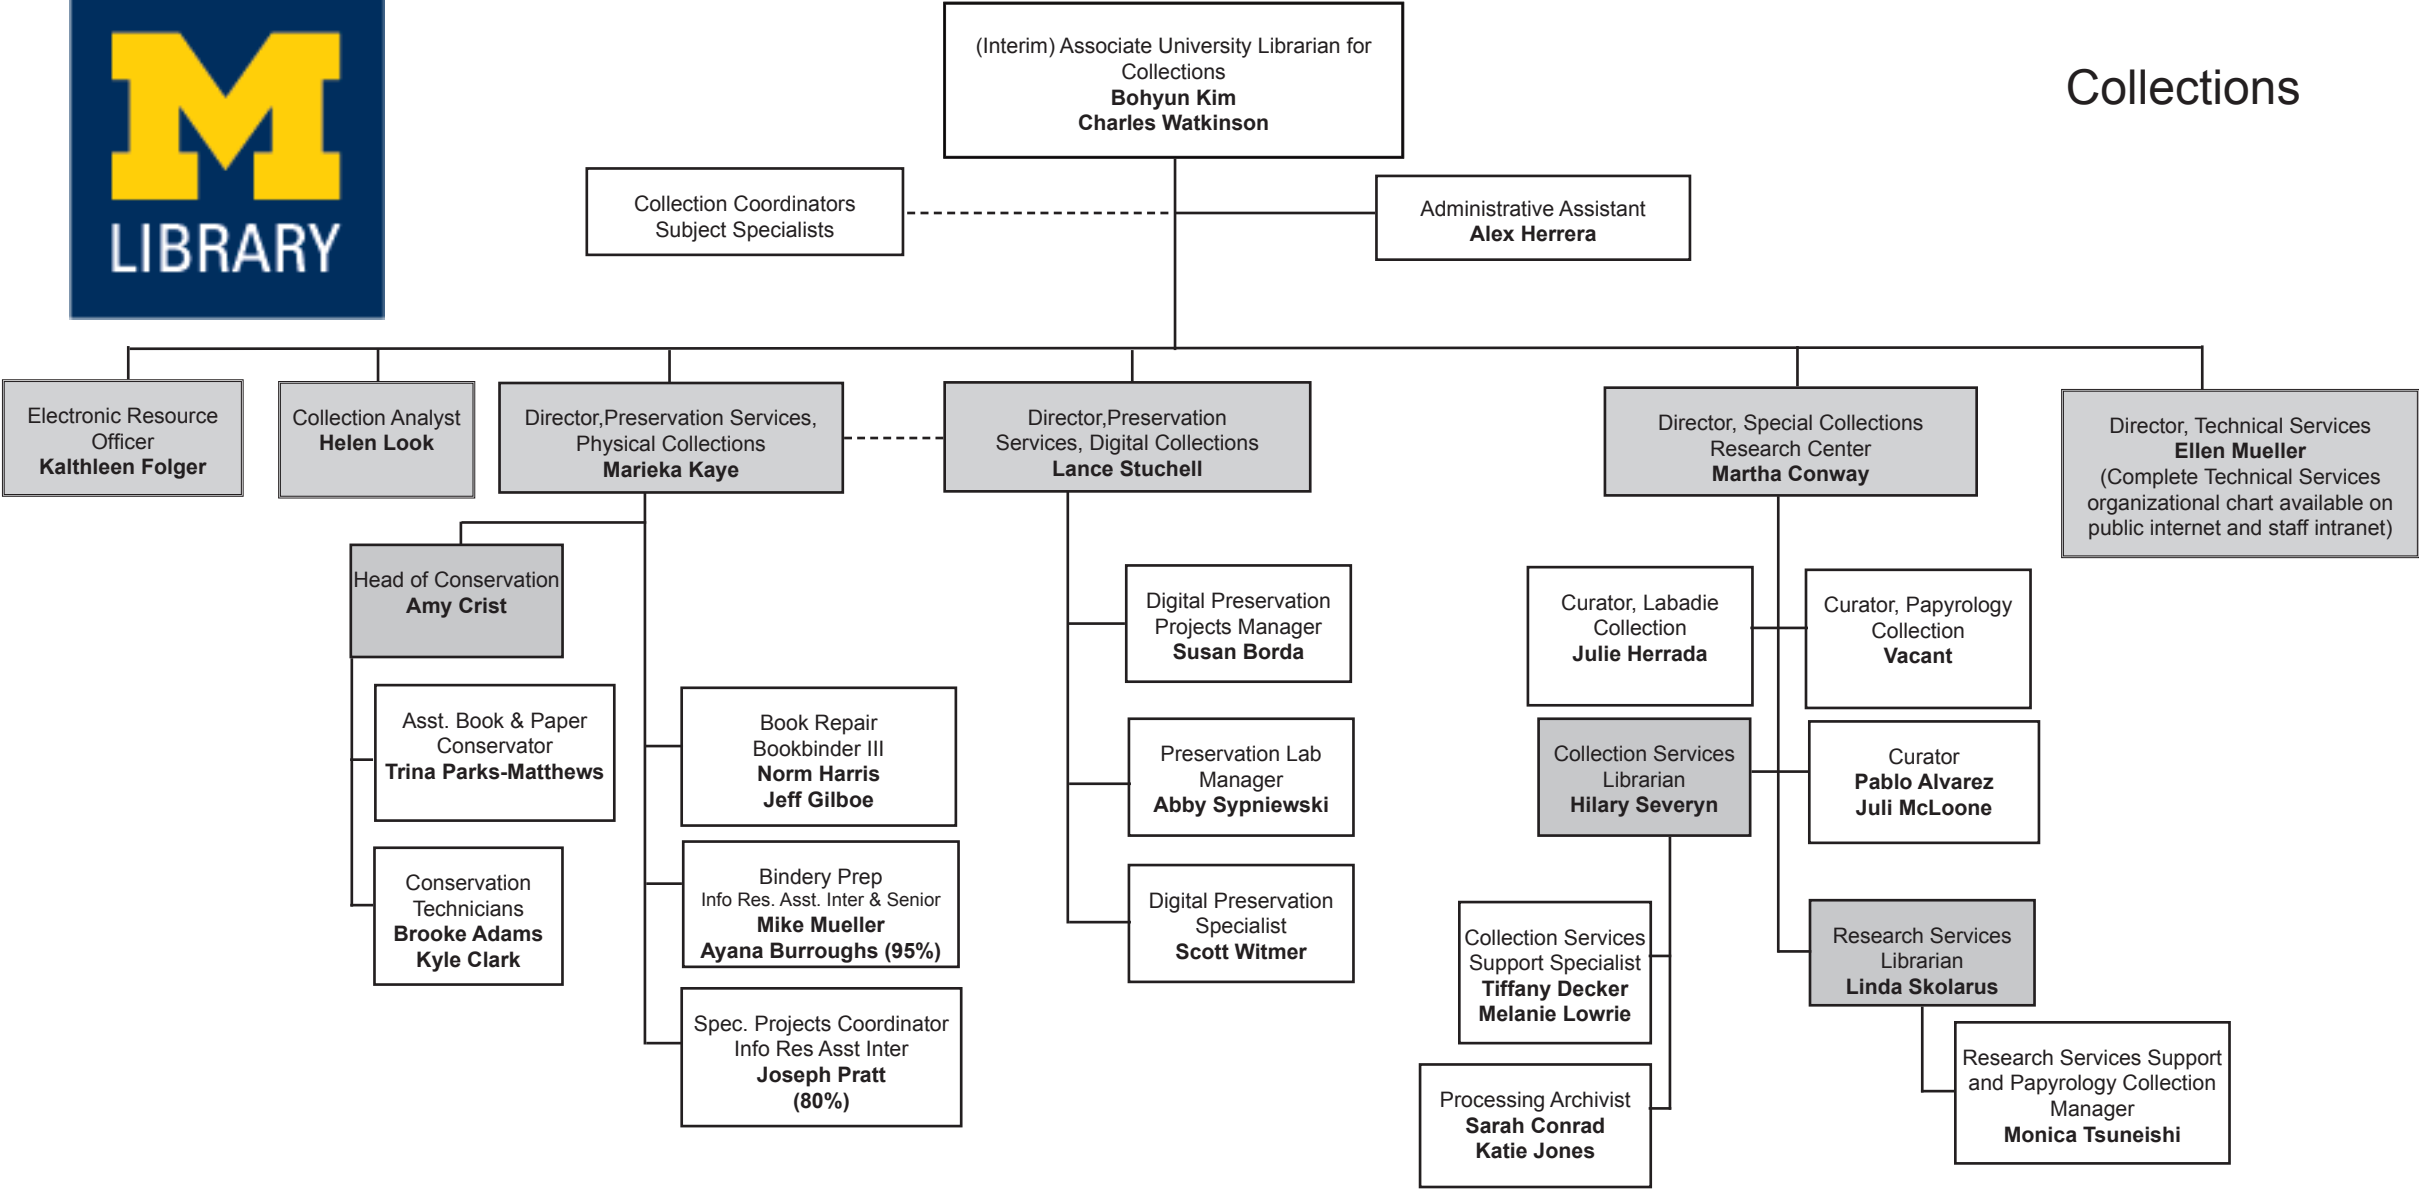 M
LIBRARY
Collections
(Interim) Associate University Librarian for
Collections
Bohyun Kim
Charles Watkinson
Collection Coordinators
Subject Specialists
Administrative Assistant
Alex Herrera
Electronic Resource
Officer
Kalthleen Folger
Collection Analyst
Helen Look
Director,Preservation Services,
Physical Collections
Marieka Kaye
Director,Preservation
Services, Digital Collections
Lance Stuchell
Director, Special Collections
Research Center
Martha Conway
Director, Technical Services
Ellen Mueller
(Complete Technical Services
organizational chart available on
public internet and staff intranet)
Head of Conservation
Amy Crist
Asst. Book & Paper
Conservator
Trina Parks-Matthews
Conservation
Technicians
Brooke Adams
Kyle Clark
Book Repair
Bookbinder III
Norm Harris
Jeff Gilboe
Bindery Prep
Info Res. Asst. Inter & Senior
Mike Mueller
Ayana Burroughs (95%)
Spec. Projects Coordinator
Info Res Asst Inter
Joseph Pratt
(80%)
Digital Preservation
Projects Manager
Susan Borda
Preservation Lab
Manager
Abby Sypniewski
Digital Preservation
Specialist
Scott Witmer
Curator, Labadie
Collection
Julie Herrada
Curator, Papyrology
Collection
Vacant
Collection Services
Librarian
Hilary Severyn
Curator
Pablo Alvarez
Juli McLoone
Collection Services
Support Specialist
Tiffany Decker
Melanie Lowrie
Processing Archivist
Sarah Conrad
Katie Jones
Research Services
Librarian
Linda Skolarus
Research Services Support
and Papyrology Collection
Manager
Monica Tsuneishi